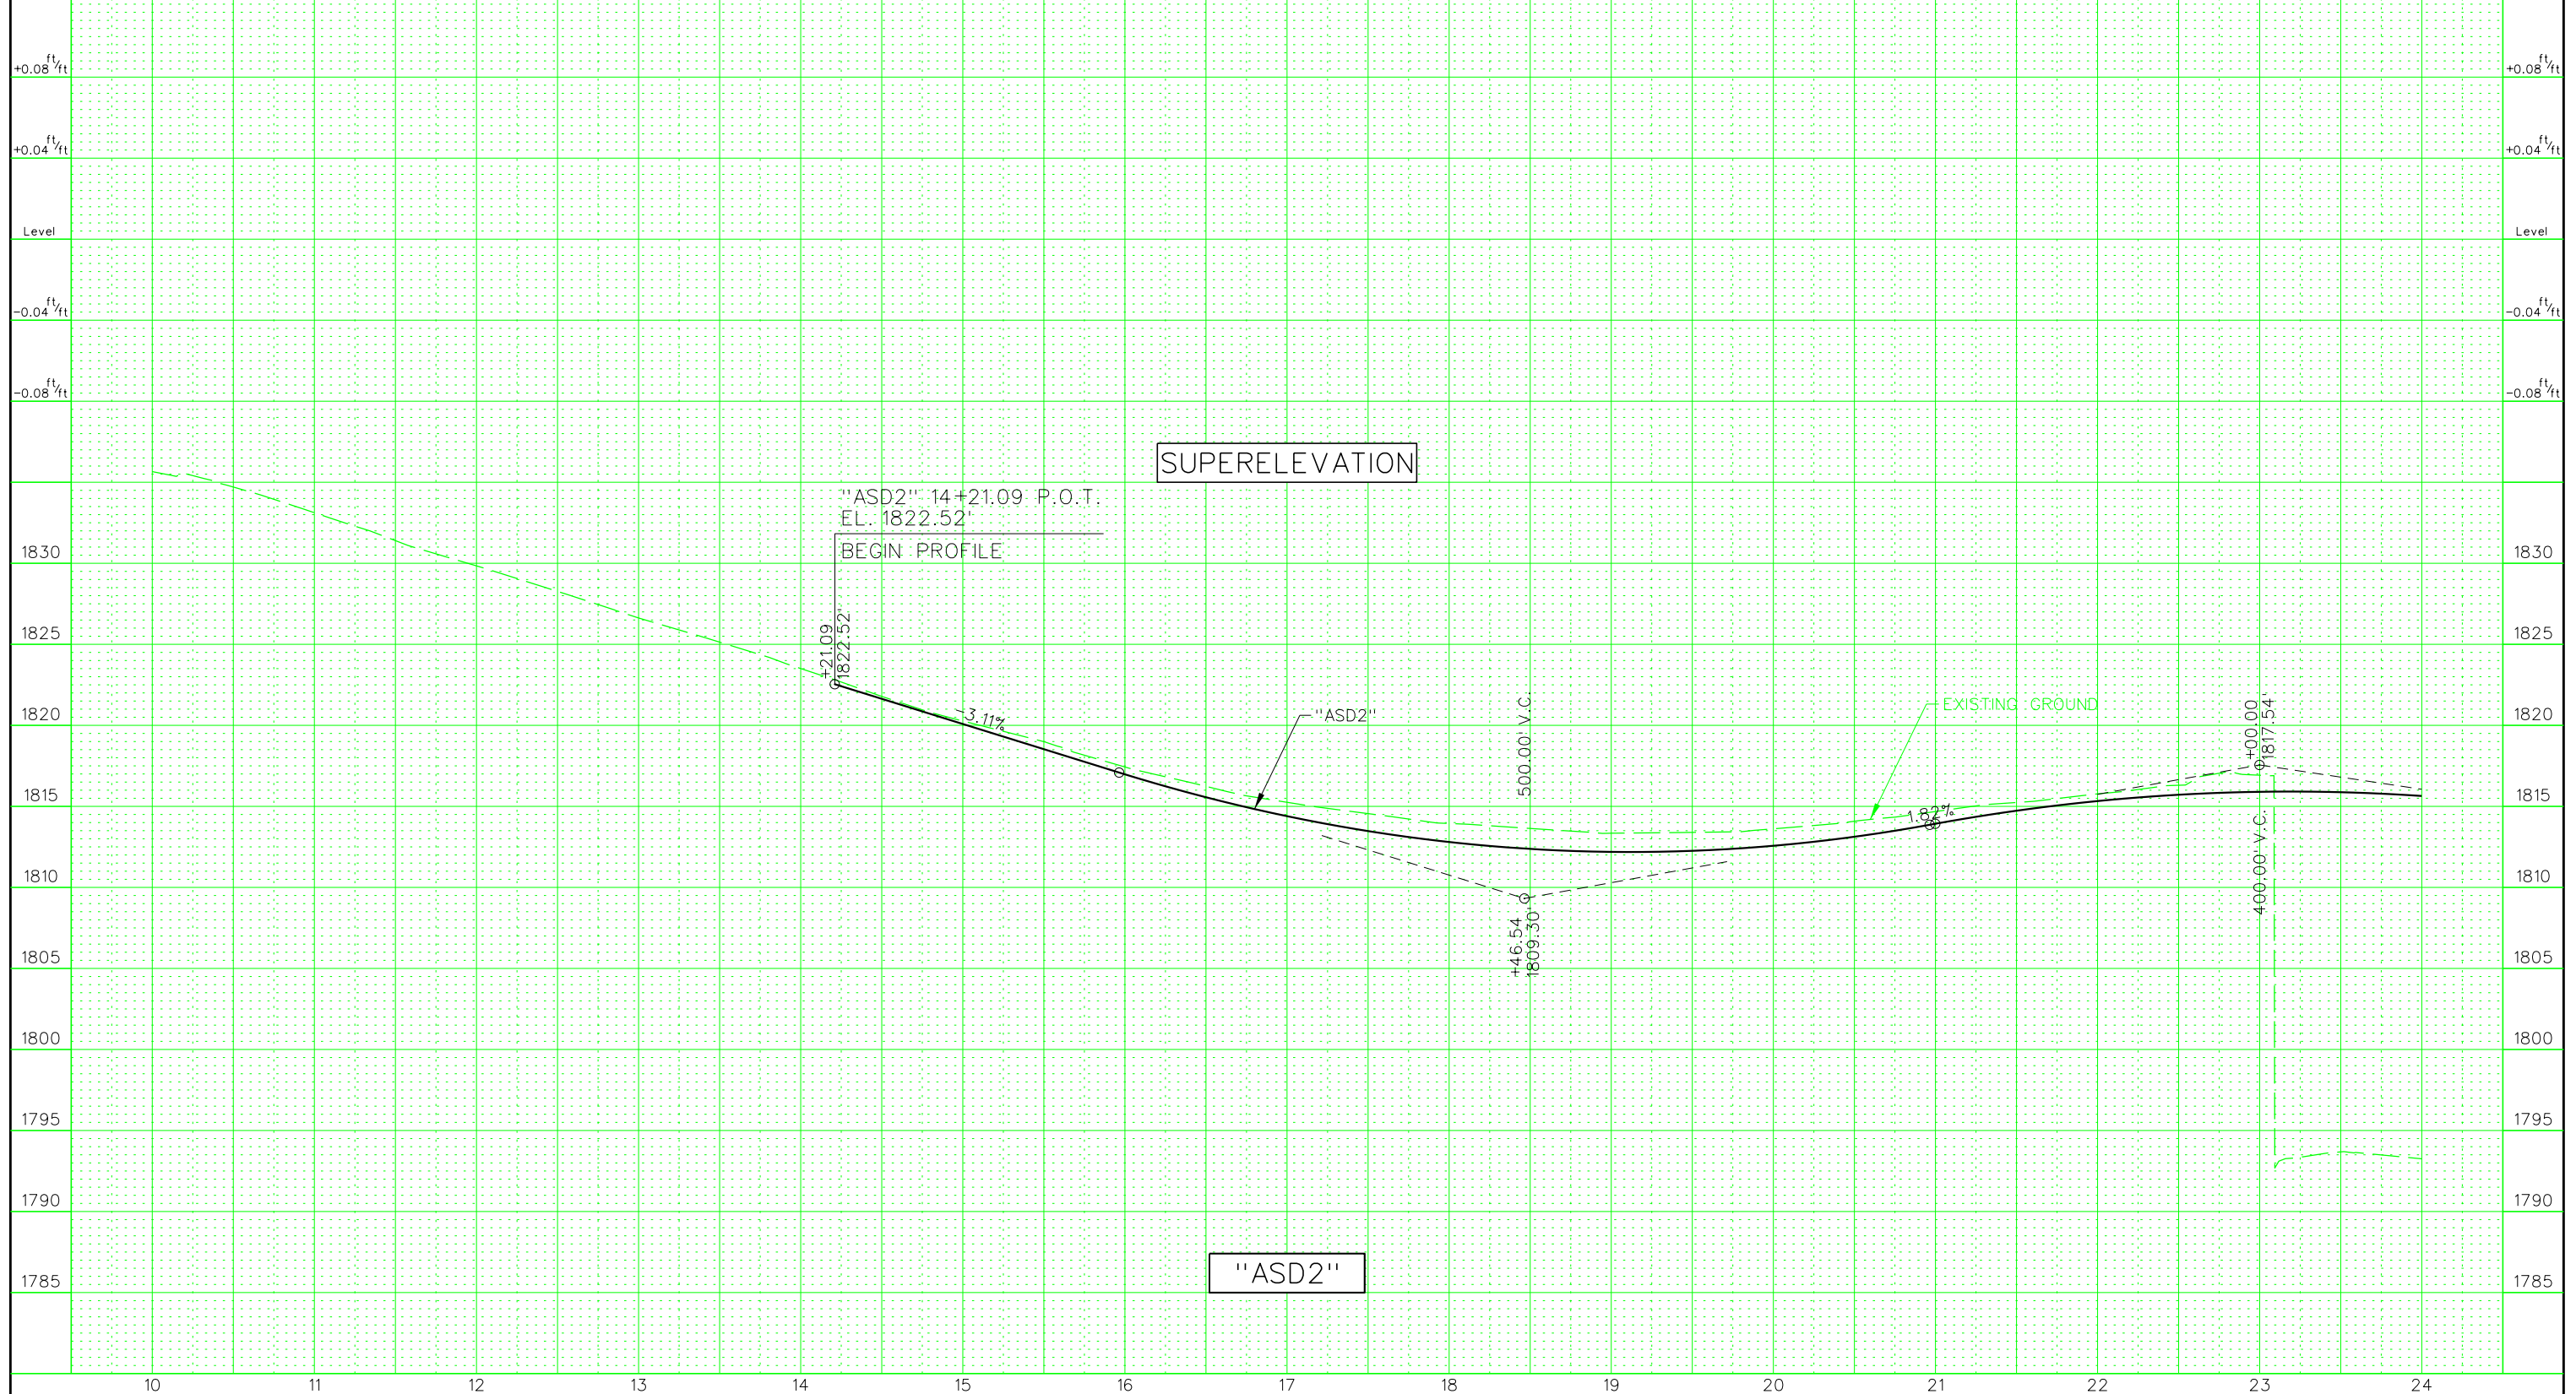 +0.08 ft/ft
+0.08 ft/ft
+0.04 ft/ft
+0.04 ft/ft
Level
Level
-0.04 ft/ft
-0.04 ft/ft
-0.08 ft/ft
-0.08 ft/ft
SUPERELEVATION
"ASD2" 14+21.09 P.O.T.
EL. 1822.52'
BEGIN PROFILE
1830
1830
1825
1825
+21.09
1822.52'
1820
1820
-3.11%
"ASD2"
500.00' V.C.
EXISTING GROUND
+00.00
1817.54'
1815
1815
1.82%
400.00' V.C.
1810
1810
+46.54
1809.30'
1805
1805
1800
1800
1795
1795
1790
1790
1785
1785
"ASD2"
10 11 12 13 14 15 16 17 18 19 20 21 22 23 24